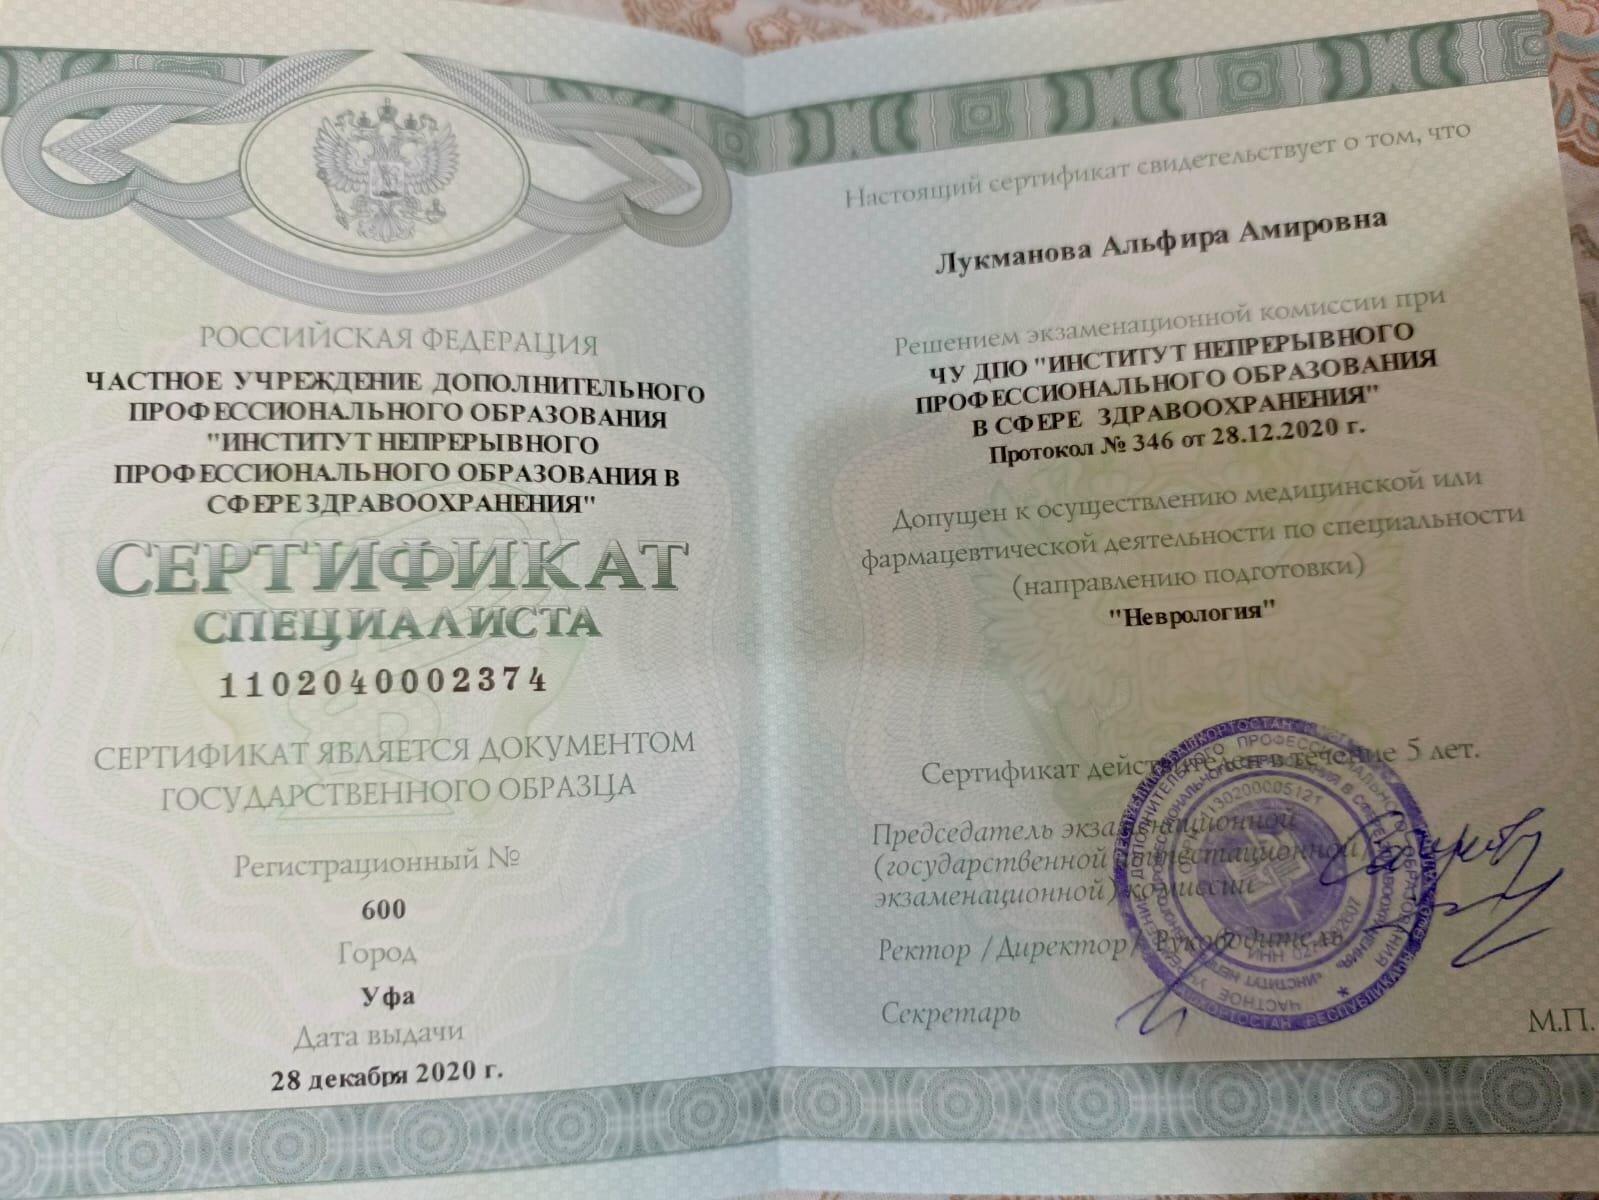 РОССИЙСКАЯ ФЕДЕРАЦИЯ
ЧАСТНОЕ УЧРЕЖДЕНИЕ ДОПОЛНИТЕЛЬНОГО
ПРОФЕССИОНАЛЬНОГО ОБРАЗОВАНИЯ
"ИНСТИТУТ НЕПРЕРЫВНОГО
ПРОФЕССИОНАЛЬНОГО ОБРАЗОВАНИЯ В
СФЕРЕ ЗДРАВООХРАНЕНИЯ"
СЕРТИФИКАТ
СПЕЦИАЛИСТА
1102040002374
СЕРТИФИКАТ ЯВЛЯЕТСЯ ДОКУМЕНТОМ
ГОСУДАРСТВЕННОГО ОБРАЗЦА
Регистрационный №
600
Город
Уфа
Дата выдачи
28 декабря 2020 г.
Настоящий сертификат свидетельствует о том, что
Лукманова Альфира Амировна
Решением экзаменационной комиссии при
ЧУ ДПО "ИНСТИТУТ НЕПРЕРЫВНОГО
ПРОФЕССИОНАЛЬНОГО ОБРАЗОВАНИЯ
В СФЕРЕ ЗДРАВООХРАНЕНИЯ"
Протокол № 346 от 28.12.2020 г.
Допущен к осуществлению медицинской или
фармацевтической деятельности по специальности
(направлению подготовки)
"Неврология"
Сертификат действителен в течение 5 лет.
Председатель экзаменационной
(государственной аттестационной,
экзаменационной) комиссии
Ректор /Директор/ Руководитель
Секретарь
М.П.